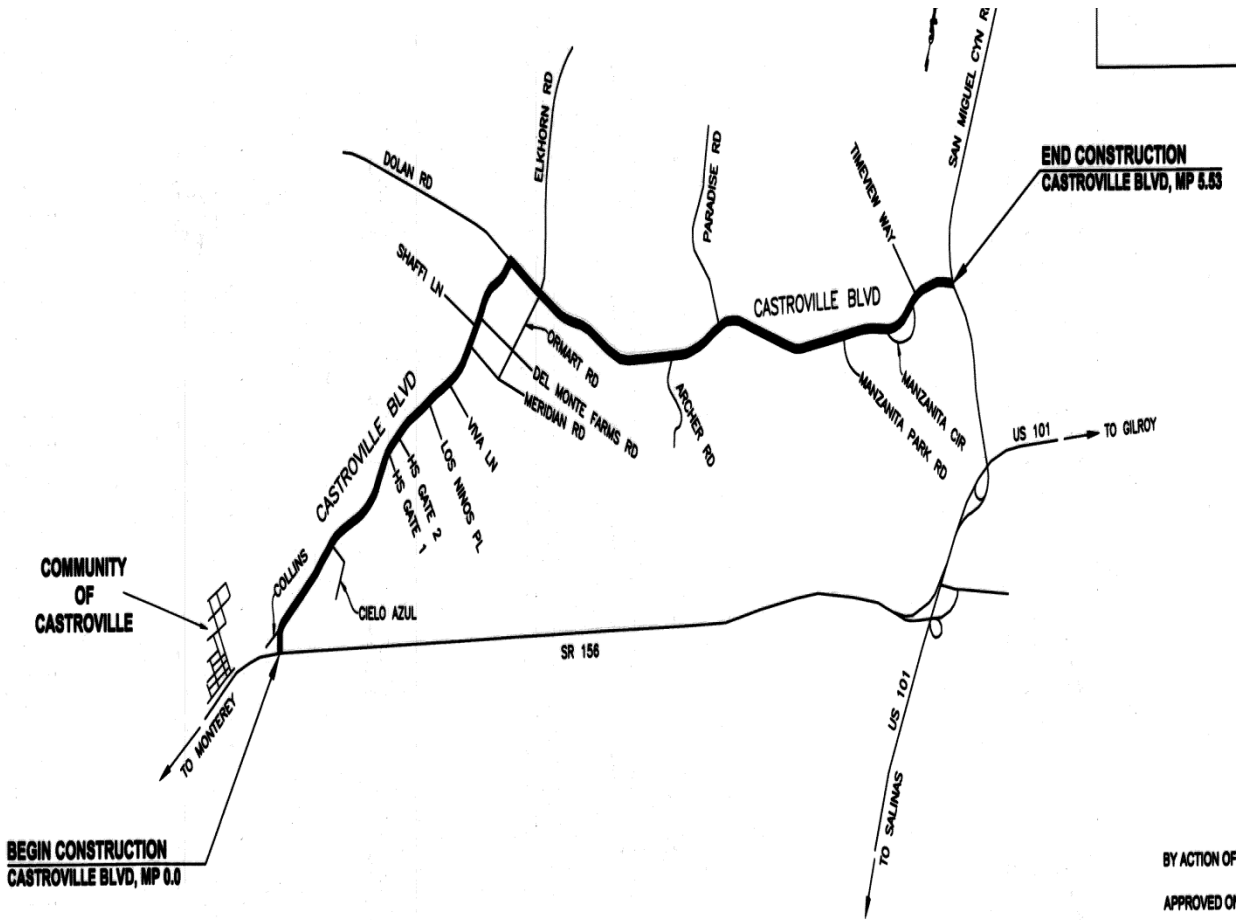 SAN MIGUEL CYN R
ELKHORN RD
PARADISE RD
DOLAN RD
TIMEVIEW WAY
END CONSTRUCTION
CASTROVILLE BLVD, MP 5.53
SHAFFI LN
CASTROVILLE BLVD
ORMART RD
DEL MONTE FARMS RD
MERIDIAN RD
ARCHER RD
MANZANITA CIR
MANZANITA PARK RD
CASTROVILLE BLVD
VIVA LN
LOS NINOS PL
HS GATE 2
HS GATE 1
US 101
TO GILROY
COLLINS
COMMUNITY
OF
CASTROVILLE
CIELO AZUL
SR 156
TO MONTEREY
US 101
TO SALINAS
BEGIN CONSTRUCTION
CASTROVILLE BLVD, MP 0.0
BY ACTION OF
APPROVED ON